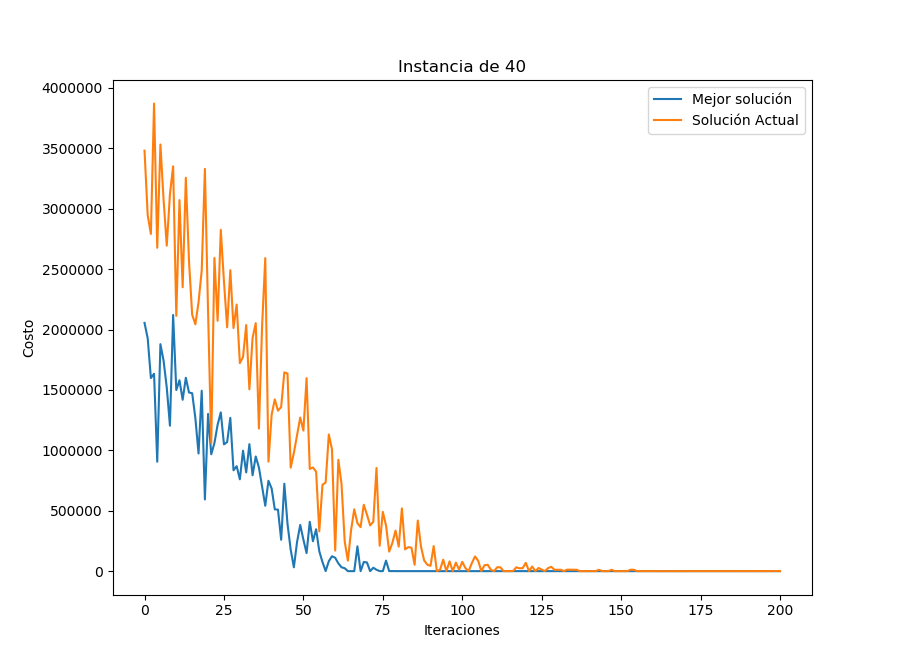 Instancia de 40
Mejor solución
Solución Actual
Costo
4000000
3500000
3000000
2500000
2000000
1500000
1000000
500000
0
0 25 50 75 100 125 150 175 200
Iteraciones